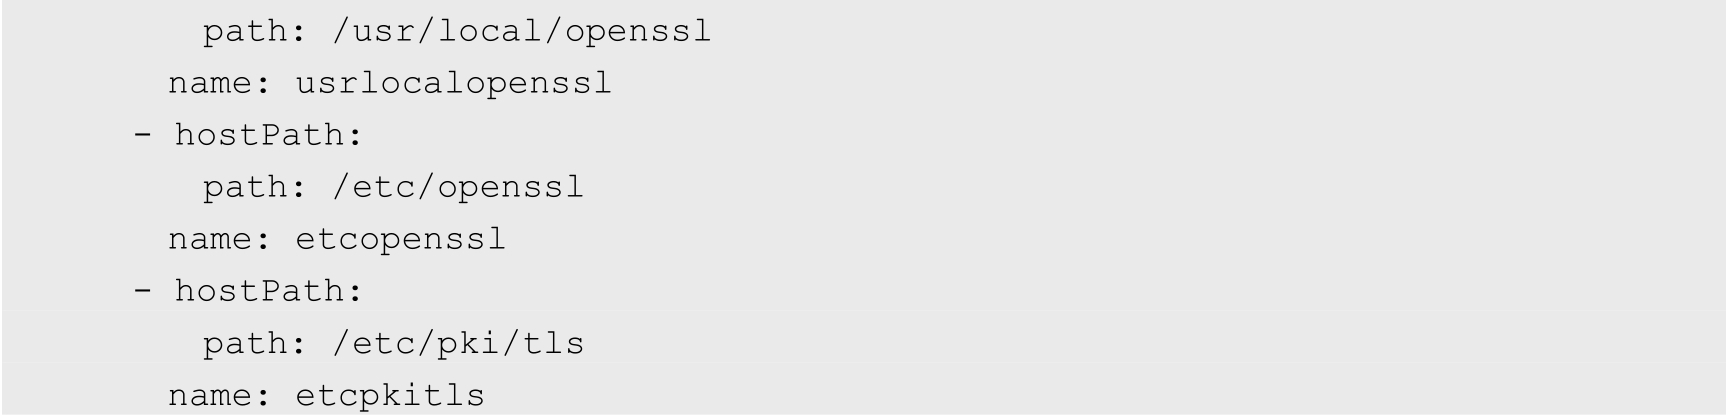 path: /usr/local/openssl
name: usrlocalopenssl
- hostPath:
path: /etc/openssl
name: etcopenssl
- hostPath:
path: /etc/pki/tls
name: etcpkitls